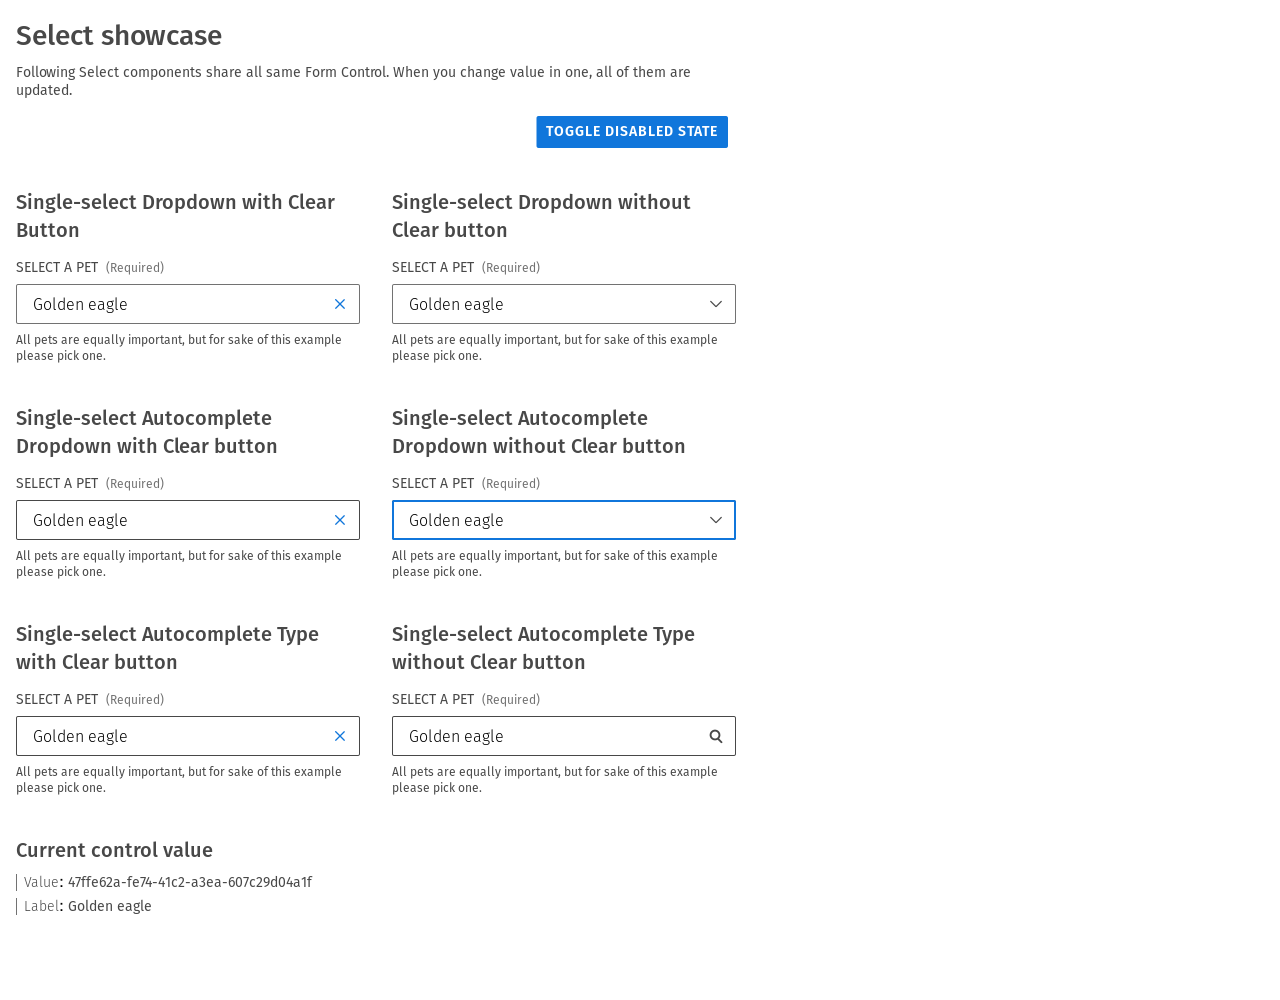 Select showcase
Following Select components share all same Form Control. When you change value in one, all of them are
updated.
TOGGLE DISABLED STATE
Single-select Dropdown with Clear
Button
SELECT A PET (Required)
Golden eagle
All pets are equally important, but for sake of this example
please pick one.
Single-select Dropdown without
Clear button
SELECT A PET (Required)
Golden eagle
All pets are equally important, but for sake of this example
please pick one.
Single-select Autocomplete
Dropdown with Clear button
SELECT A PET (Required)
Golden eagle
All pets are equally important, but for sake of this example
please pick one.
Single-select Autocomplete
Dropdown without Clear button
SELECT A PET (Required)
Golden eagle
All pets are equally important, but for sake of this example
please pick one.
Single-select Autocomplete Type
with Clear button
SELECT A PET (Required)
Golden eagle
All pets are equally important, but for sake of this example
please pick one.
Single-select Autocomplete Type
without Clear button
SELECT A PET (Required)
Golden eagle
All pets are equally important, but for sake of this example
please pick one.
Current control value
Value: 47ffe62a-fe74-41c2-a3ea-607c29d04a1f
Label: Golden eagle